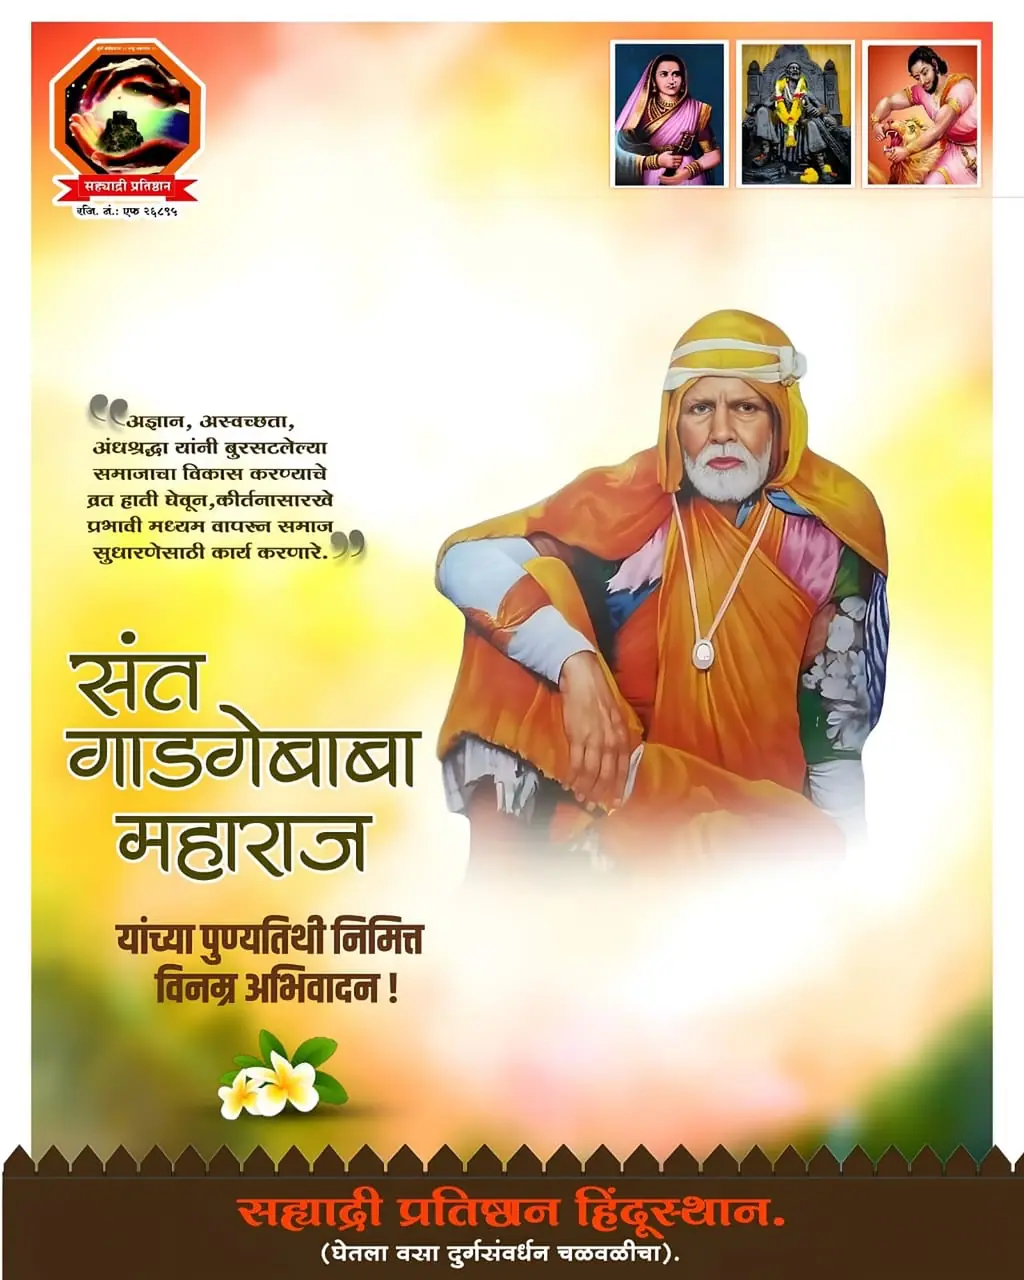 सह्याद्री प्रतिष्ठान
रजि. नं.: एफ २६८९५
अज्ञान, अस्वच्छता,
अंधश्रद्धा यांनी बुरसटलेल्या
समाजाचा विकास करण्याचे
व्रत हाती घेवून,कीर्तनासारखे
प्रभावी मध्यम वापरून समाज
सुधारणेसाठी कार्य करणारे.
संत
गाडगेबाबा
महाराज
यांच्या पुण्यतिथी निमित्त
विनम्र अभिवादन !
सह्याद्री प्रतिष्ठान हिंदूस्थान.
(घेतला वसा दुर्गसंवर्धन चळवळीचा).